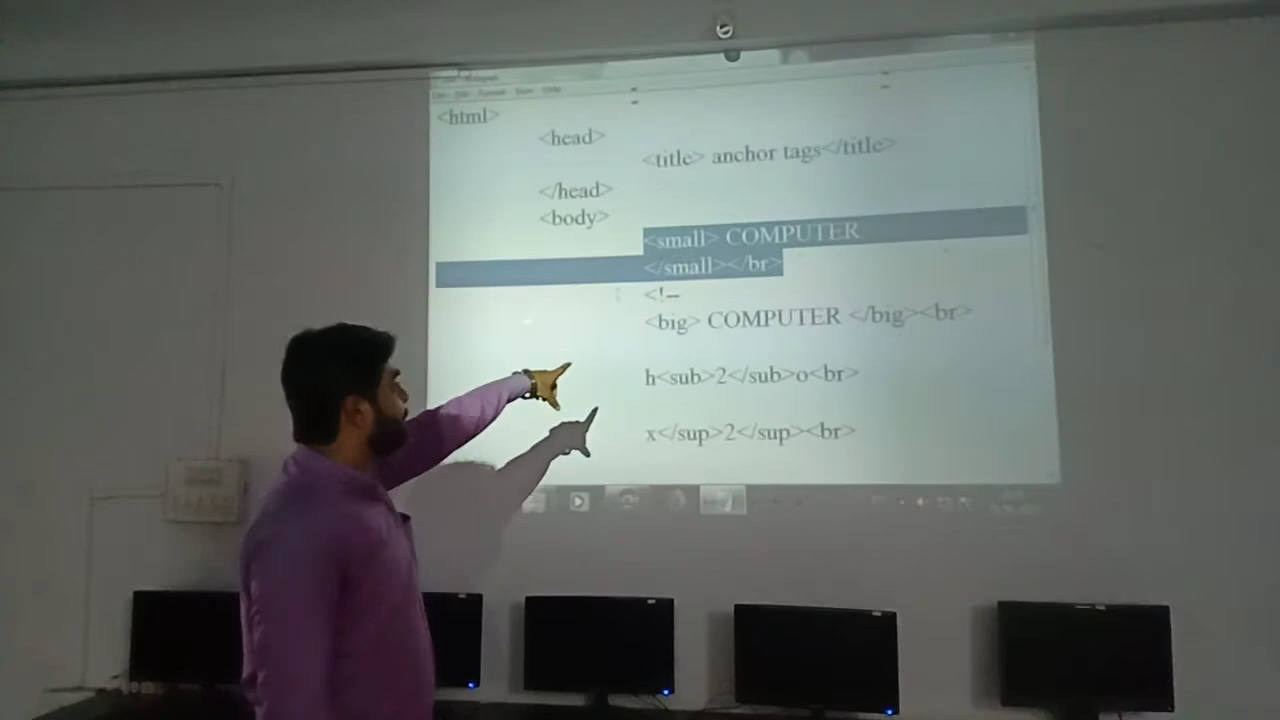 <html>
<head>
<title> anchor tags</title>
</head>
<body>
<small> COMPUTER
</small></br>
<!--
<big> COMPUTER </big><br>
h<sub>2</sub>o<br>
x</sup>2</sup><br>